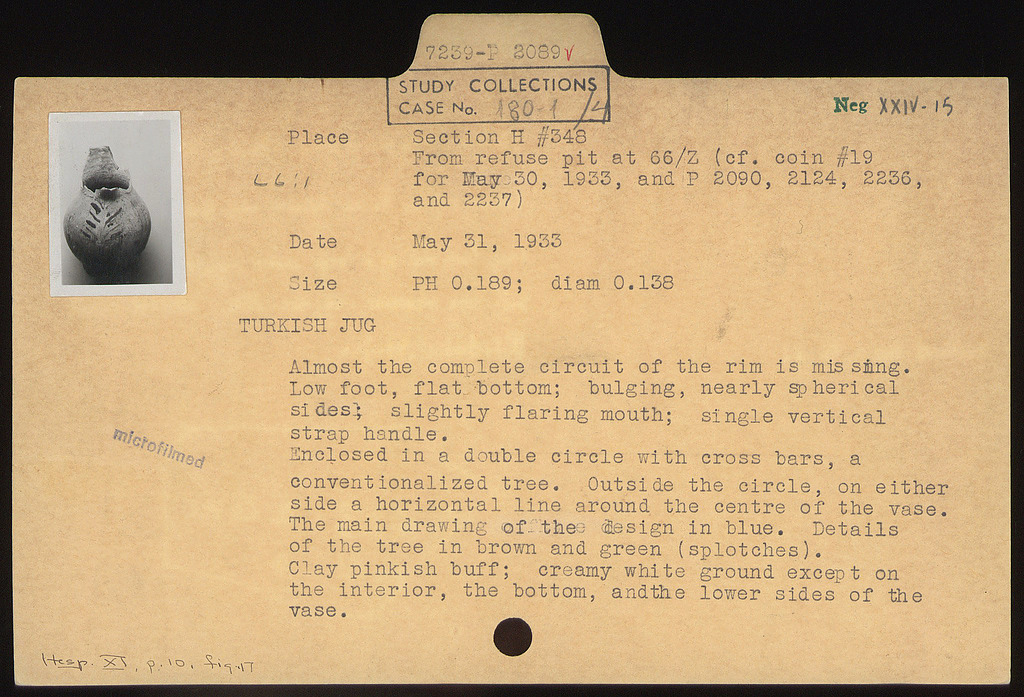 7239-P 2089 v
STUDY COLLECTIONS
CASE No. 180-1/4
Neg XXIV-15
Place Section H #348
From refuse pit at 66/Z (cf. coin #19
for May 30, 1933, and P 2090, 2124, 2236,
and 2237)
Date May 31, 1933
Size PH 0.189; diam 0.138
TURKISH JUG
Almost the complete circuit of the rim is missing.
Low foot, flat bottom; bulging, nearly spherical
sides; slightly flaring mouth; single vertical
strap handle.
Enclosed in a double circle with cross bars, a
conventionalized tree. Outside the circle, on either
side a horizontal line around the centre of the vase.
The main drawing of the design in blue. Details
of the tree in brown and green (splotches).
Clay pinkish buff; creamy white ground except on
the interior, the bottom, andthe lower sides of the
vase.
microfilmed
Hesp. XI, p.10, fig.17